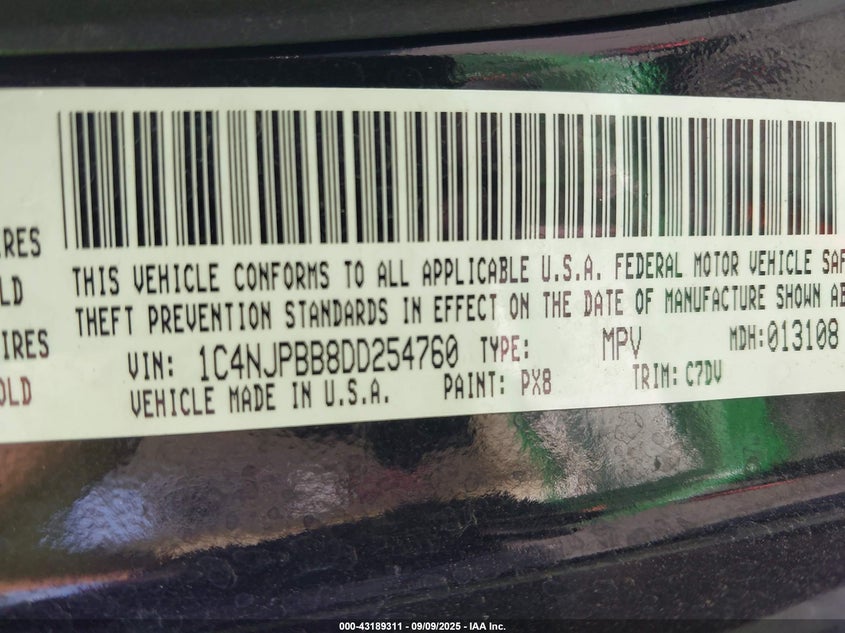 IRES
THIS VEHICLE CONFORMS TO ALL APPLICABLE U.S.A. FEDERAL MOTOR VEHICLE SAF
OLD
THEFT PREVENTION STANDARDS IN EFFECT ON THE DATE OF MANUFACTURE SHOWN AB
IRES
VIN: 1C4NJPBB8DD254760 TYPE: MPV MDH:013108
OLD
VEHICLE MADE IN U.S.A. PAINT: PX8 TRIM: C7DV
000-43189311 - 09/09/2025 - IAA Inc.